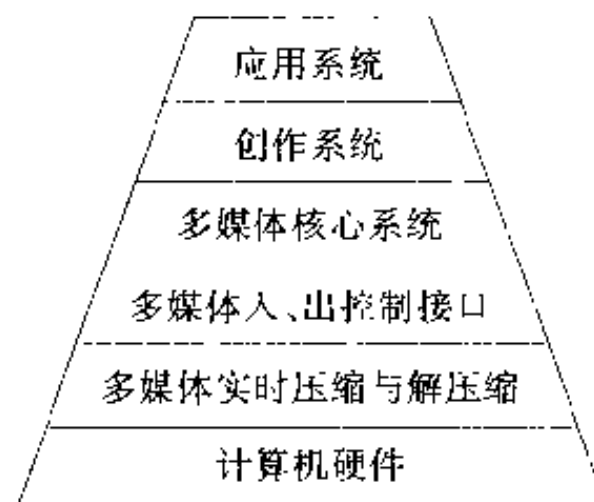 应用系统
创作系统
多媒体核心系统
多媒体入、出控制接口
多媒体实时压缩与解压缩
计算机硬件